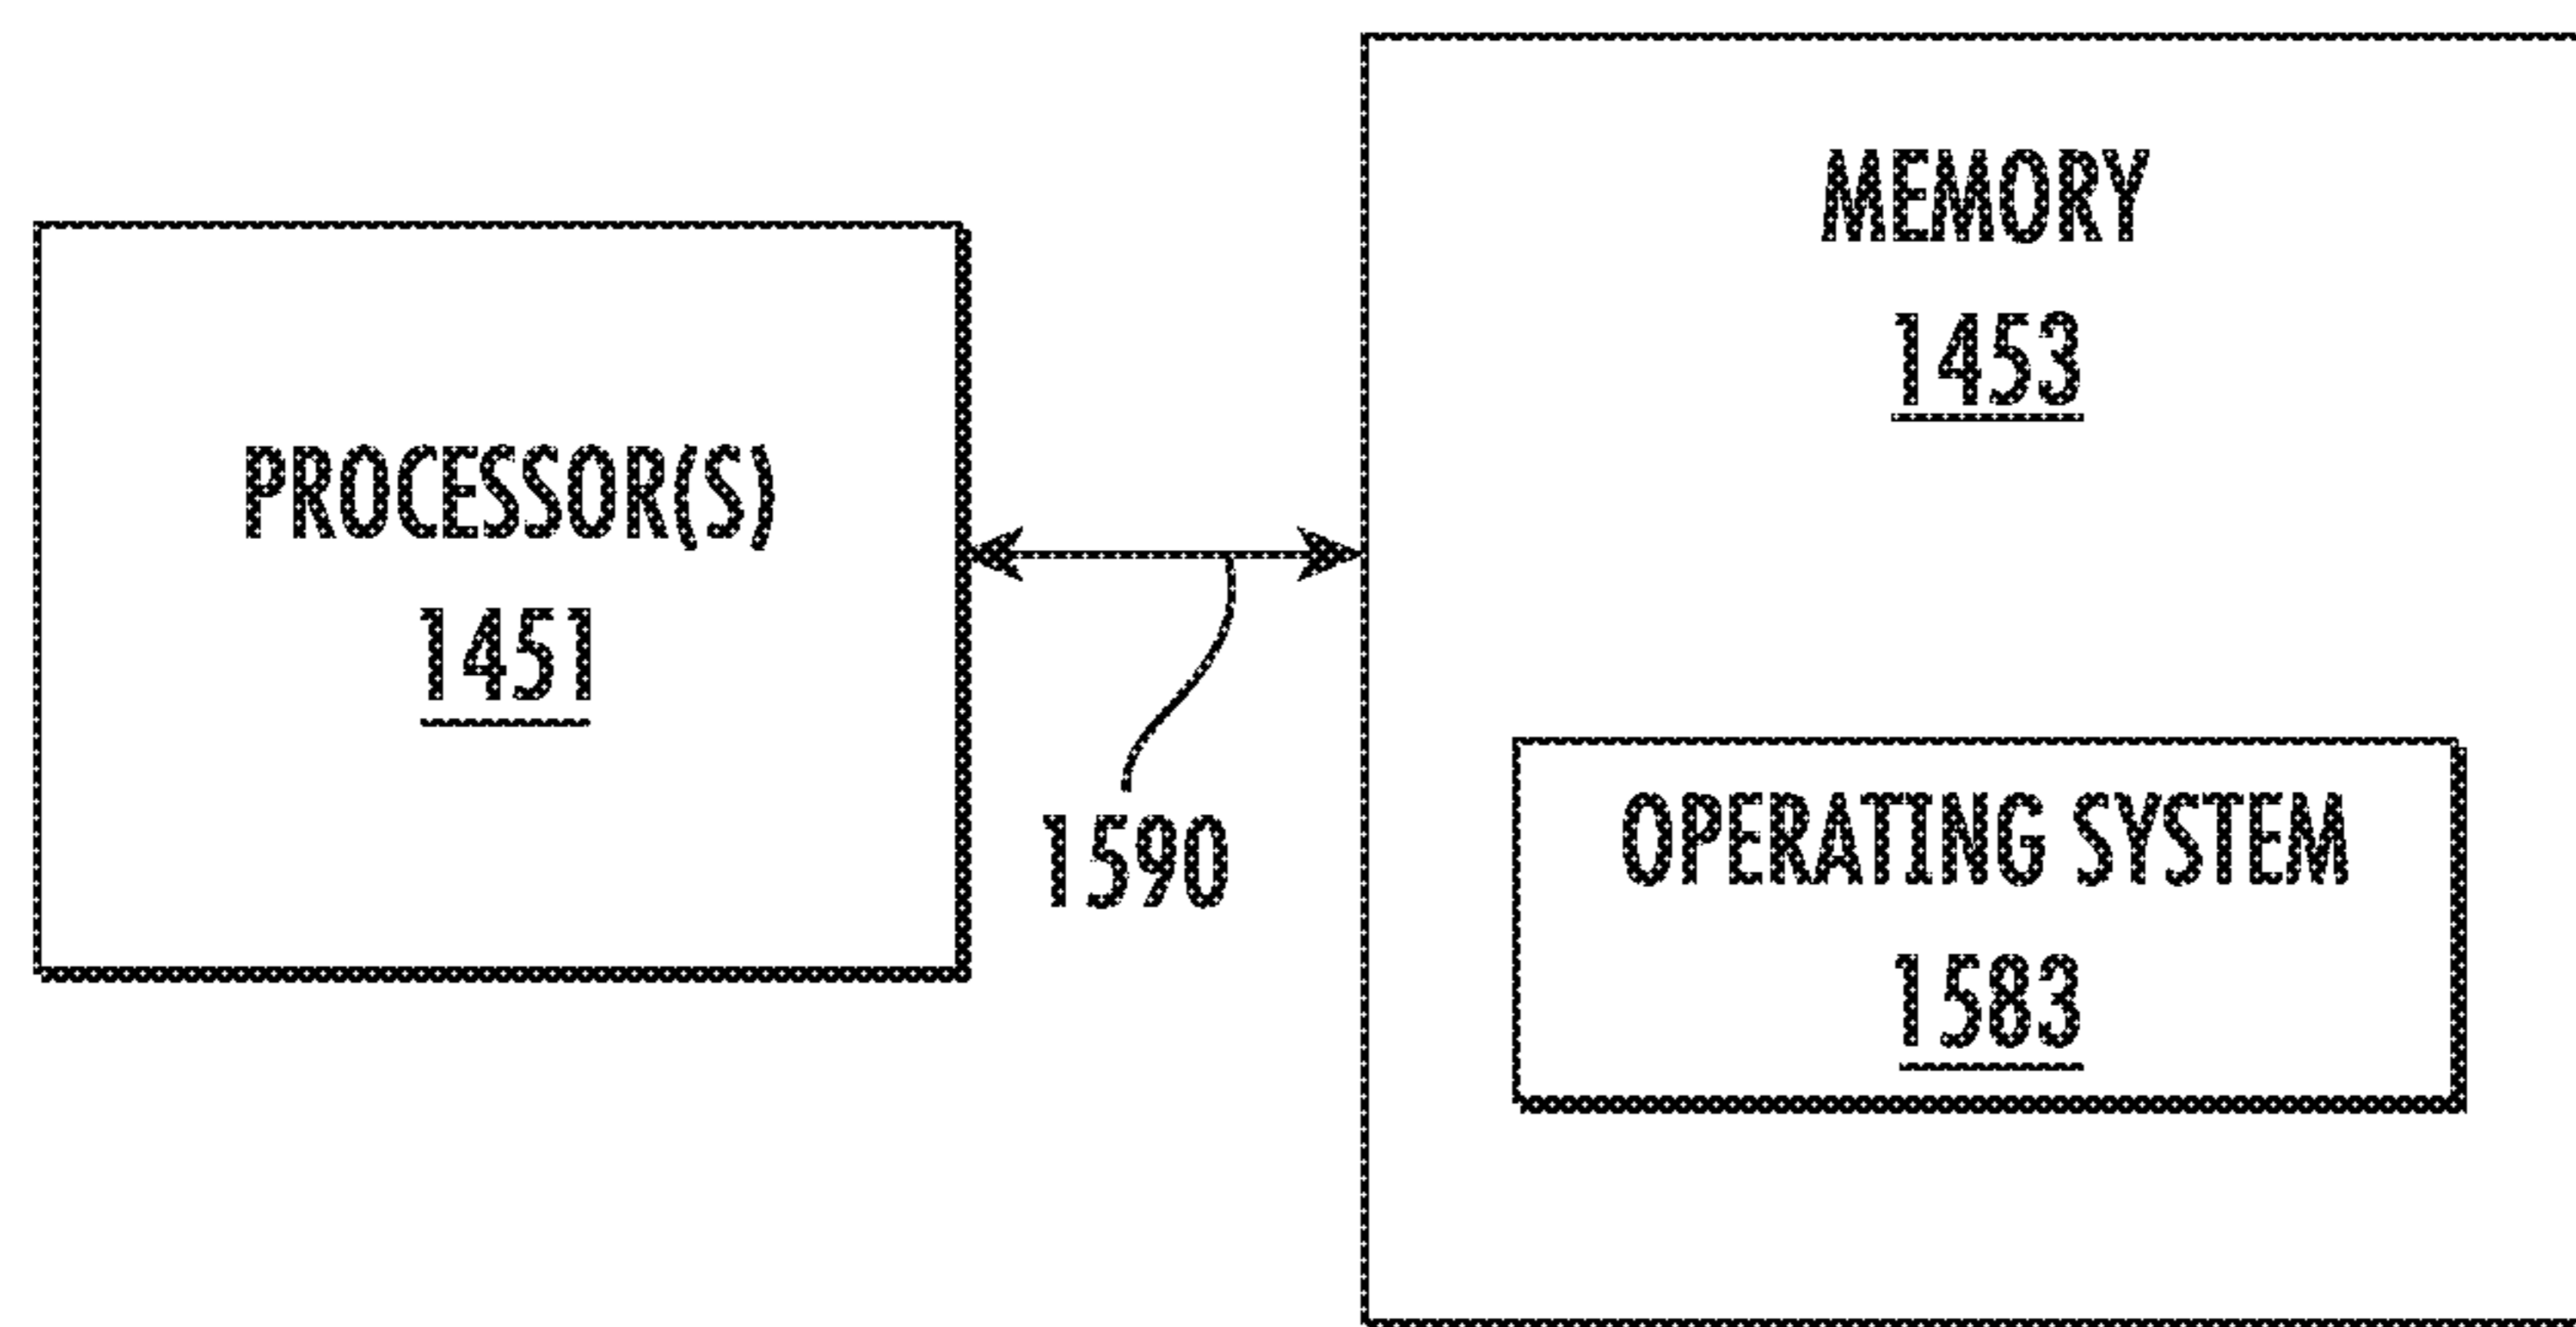 PROCESSOR(S)
1451
1590
MEMORY
1453
OPERATING SYSTEM
1583